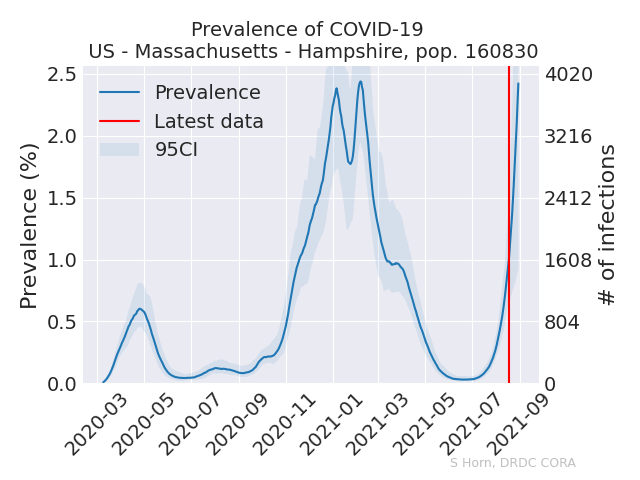 Prevalence of COVID-19
US - Massachusetts - Hampshire, pop. 160830
2.5
2.0
1.5
1.0
0.5
0.0
Prevalence (%)
Prevalence
Latest data
95CI
4020
3216
2412
1608
804
0
# of infections
2020-03
2020-05
2020-07
2020-09
2020-11
2021-01
2021-03
2021-05
2021-07
2021-09
S Horn, DRDC CORA